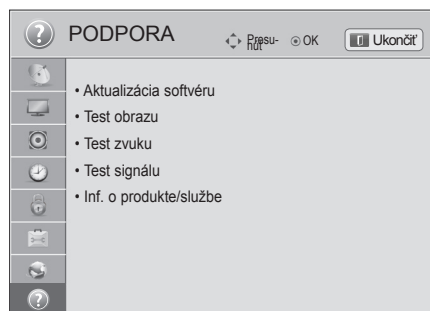 PODPORA
Presu-
núť
OK
Ukončiť
• Aktualizácia softvéru
• Test obrazu
• Test zvuku
• Test signálu
• Inf. o produkte/službe